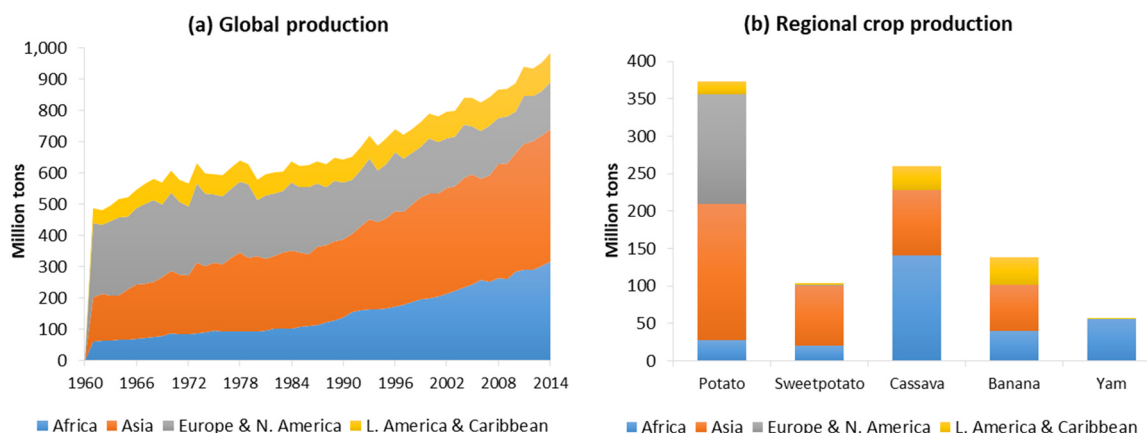 (a) Global production
1,000
900
800
700
600
500
400
300
200
100
0
Million tons
1960 1966 1972 1978 1984 1990 1996 2002 2008 2014
Africa Asia Europe & N. America L. America & Caribbean
(b) Regional crop production
400
350
300
250
200
150
100
50
0
Million tons
Potato Sweetpotato Cassava Banana Yam
Africa Asia Europe & N. America L. America & Caribbean